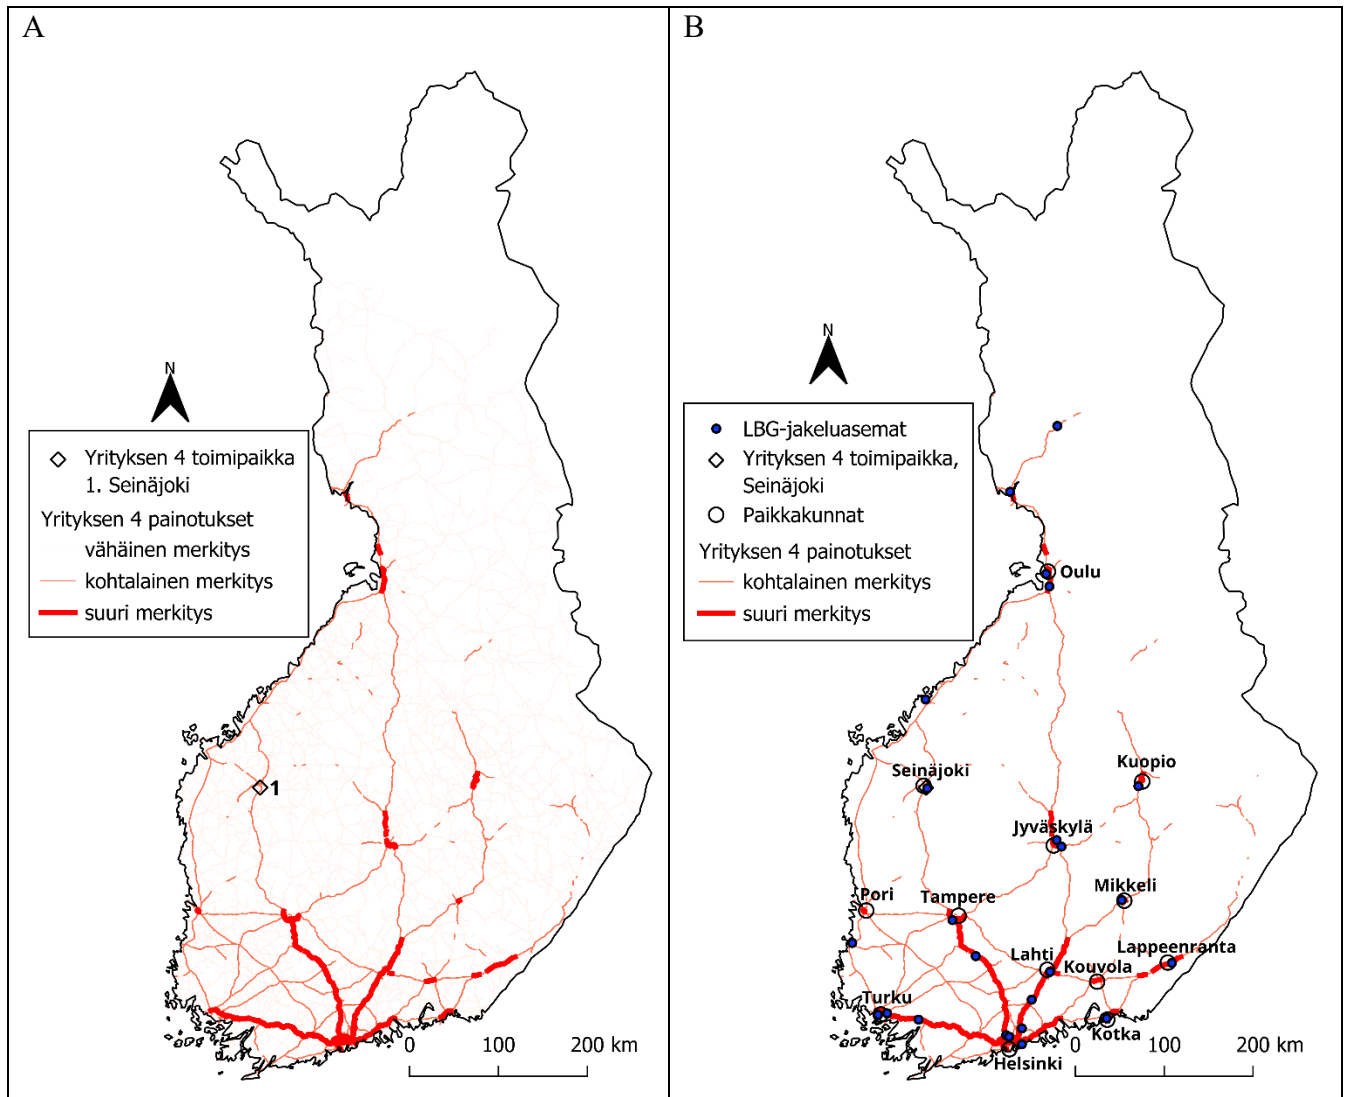 A
N
Yrityksen 4 toimipaikka
1. Seinäjoki
Yrityksen 4 painotukset
vähäinen merkitys
kohtalainen merkitys
suuri merkitys
1
0 100 200 km
B
N
LBG-jakeluasemat
Yrityksen 4 toimipaikka,
Seinäjoki
Paikkakunnat
Yrityksen 4 painotukset
kohtalainen merkitys
suuri merkitys
Oulu
Kuopio
Seinäjoki
Jyväskylä
Mikkeli
Pori
Tampere
Lappeenranta
Lahti
Kouvola
Turku
Kotka
Helsinki
0 100 200 km